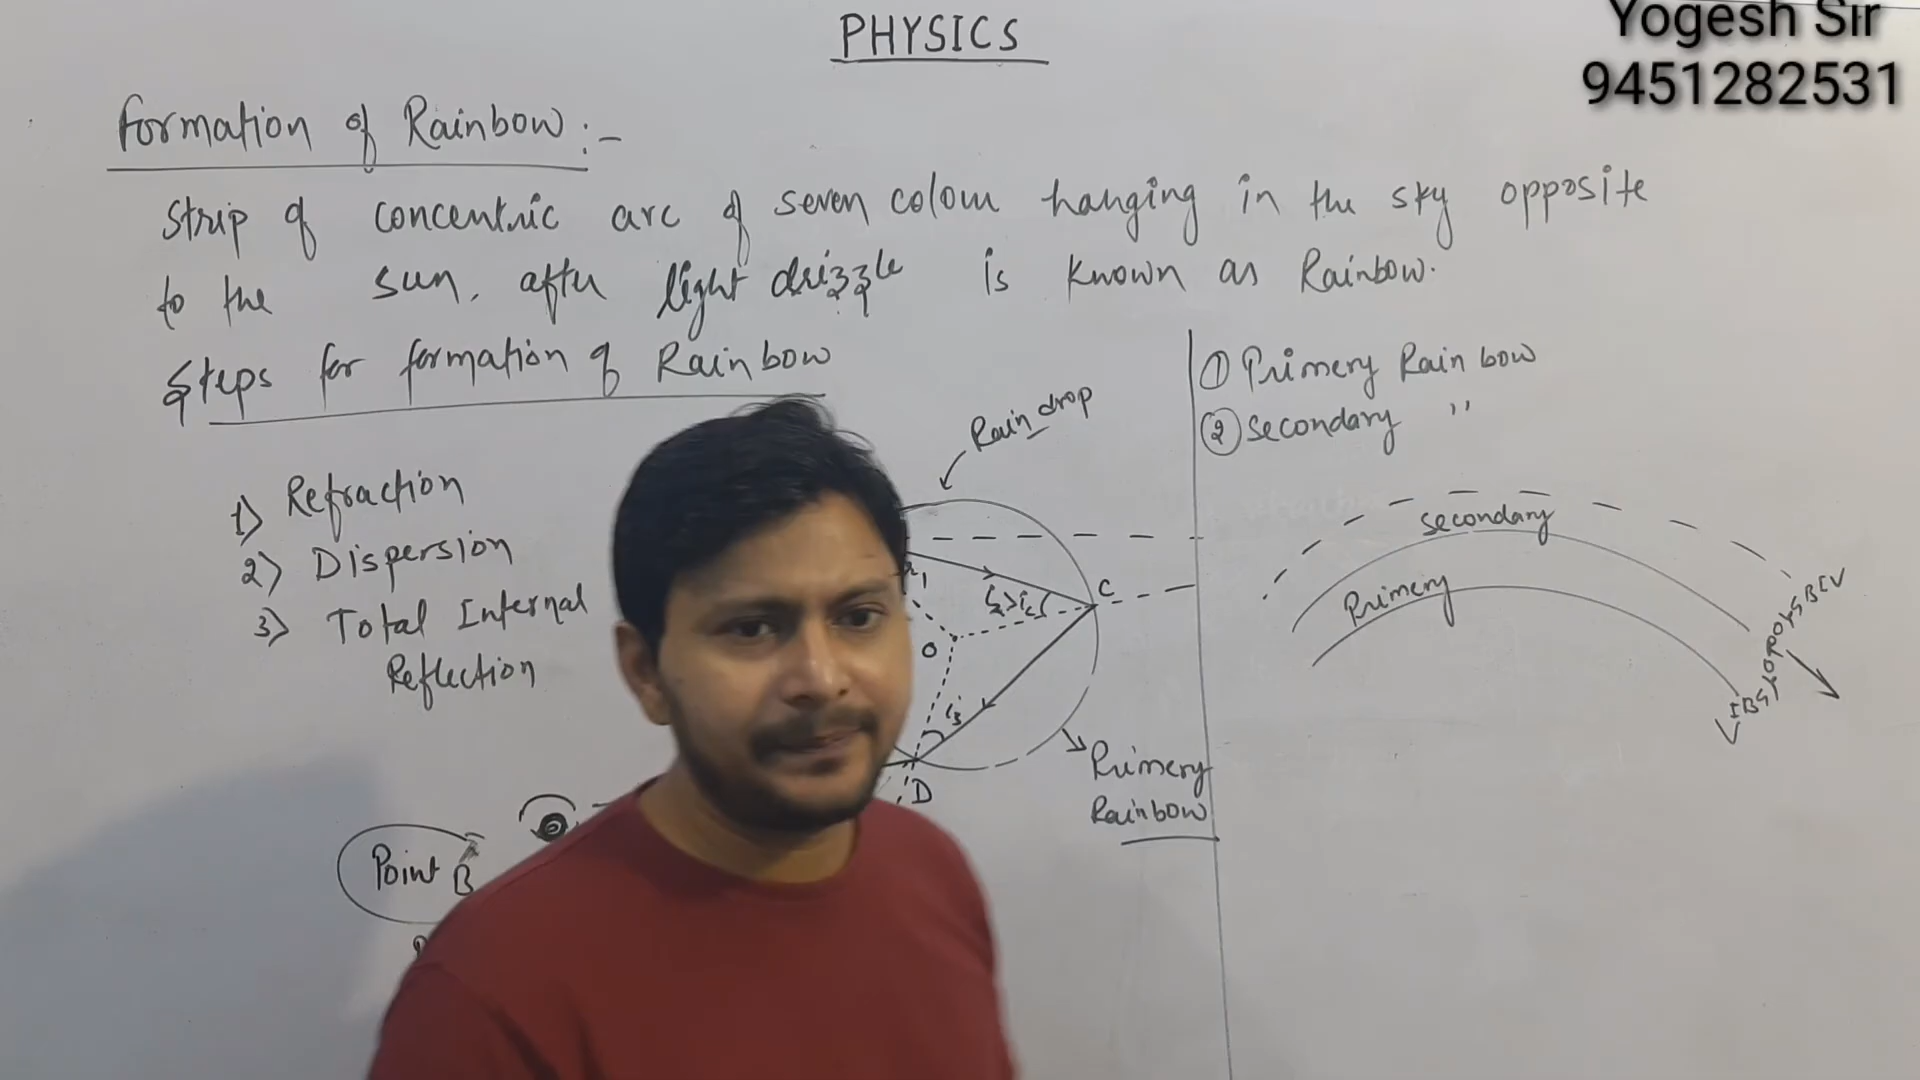 PHYSICS
Yogesh Sir
9451282531
Formation of Rainbow :-
Strip of concentric arc of seven colour hanging in the sky opposite
to the sun, after light drizzle is known as Rainbow.
Steps for formation of Rainbow
1) Refraction
2) Dispersion
3) Total Internal
Reflection
Rain drop
C
O
i3
D
Primery
Rainbow
Point B
① Primery Rainbow
② Secondary "
Secondary
Primery